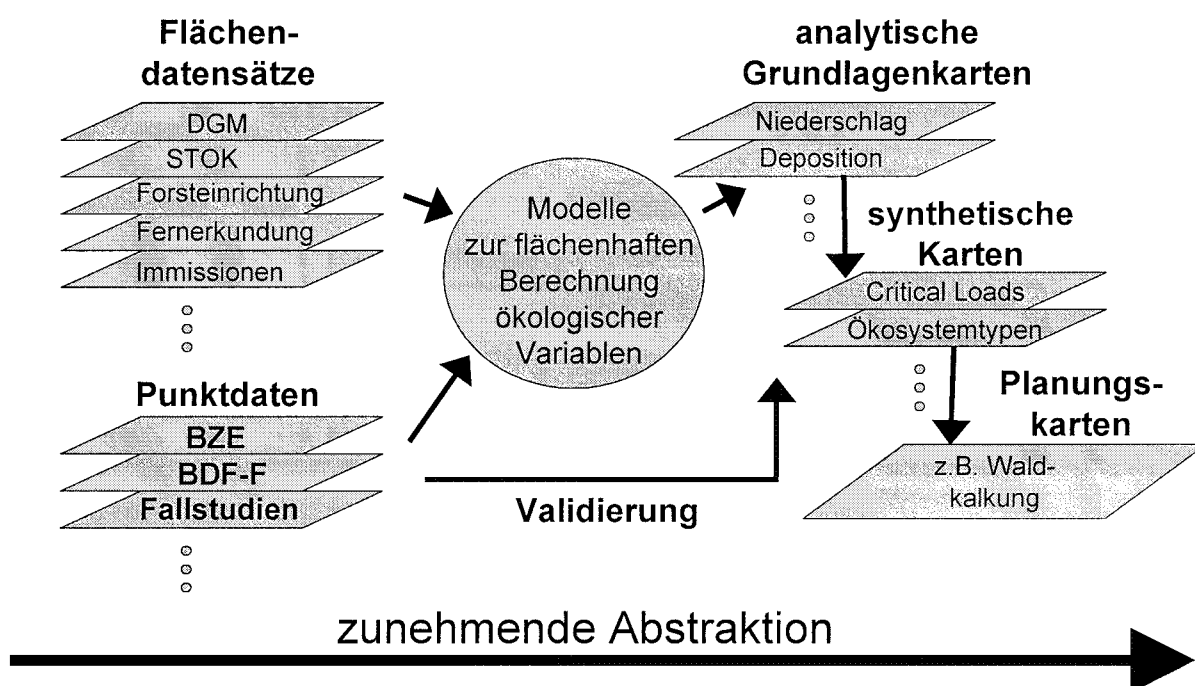 Flächen-
datensätze
DGM
STOK
Forsteinrichtung
Fernerkundung
Immissionen
Punktdaten
BZE
BDF-F
Fallstudien
Modelle
zur flächenhaften
Berechnung
ökologischer
Variablen
Validierung
analytische
Grundlagenkarten
Niederschlag
Deposition
synthetische
Karten
Critical Loads
Ökosystemtypen
Planungs-
karten
z.B. Wald-
kalkung
zunehmende Abstraktion